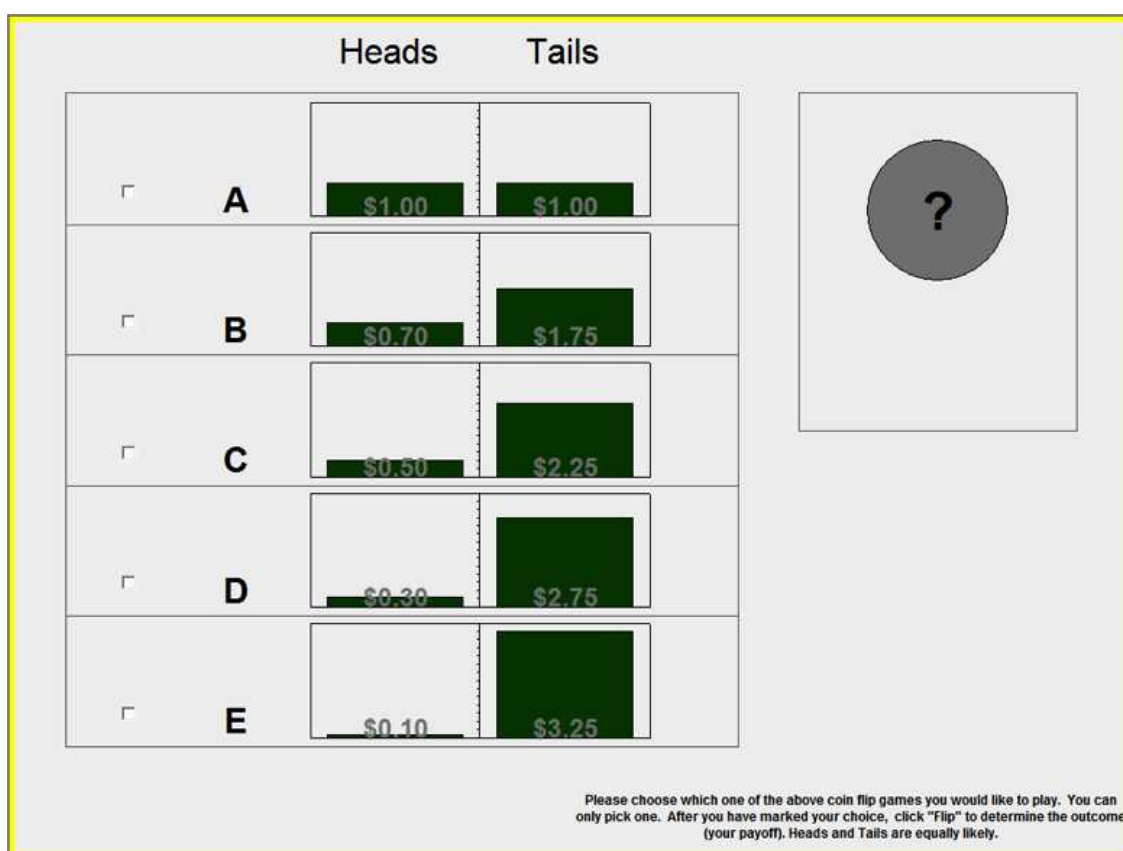 Heads Tails
A $1.00 $1.00
?
B $0.70 $1.75
C $0.50 $2.25
D $0.30 $2.75
E $0.10 $3.25
Please choose which one of the above coin flip games you would like to play. You can
only pick one. After you have marked your choice, click "Flip" to determine the outcome
(your payoff). Heads and Tails are equally likely.